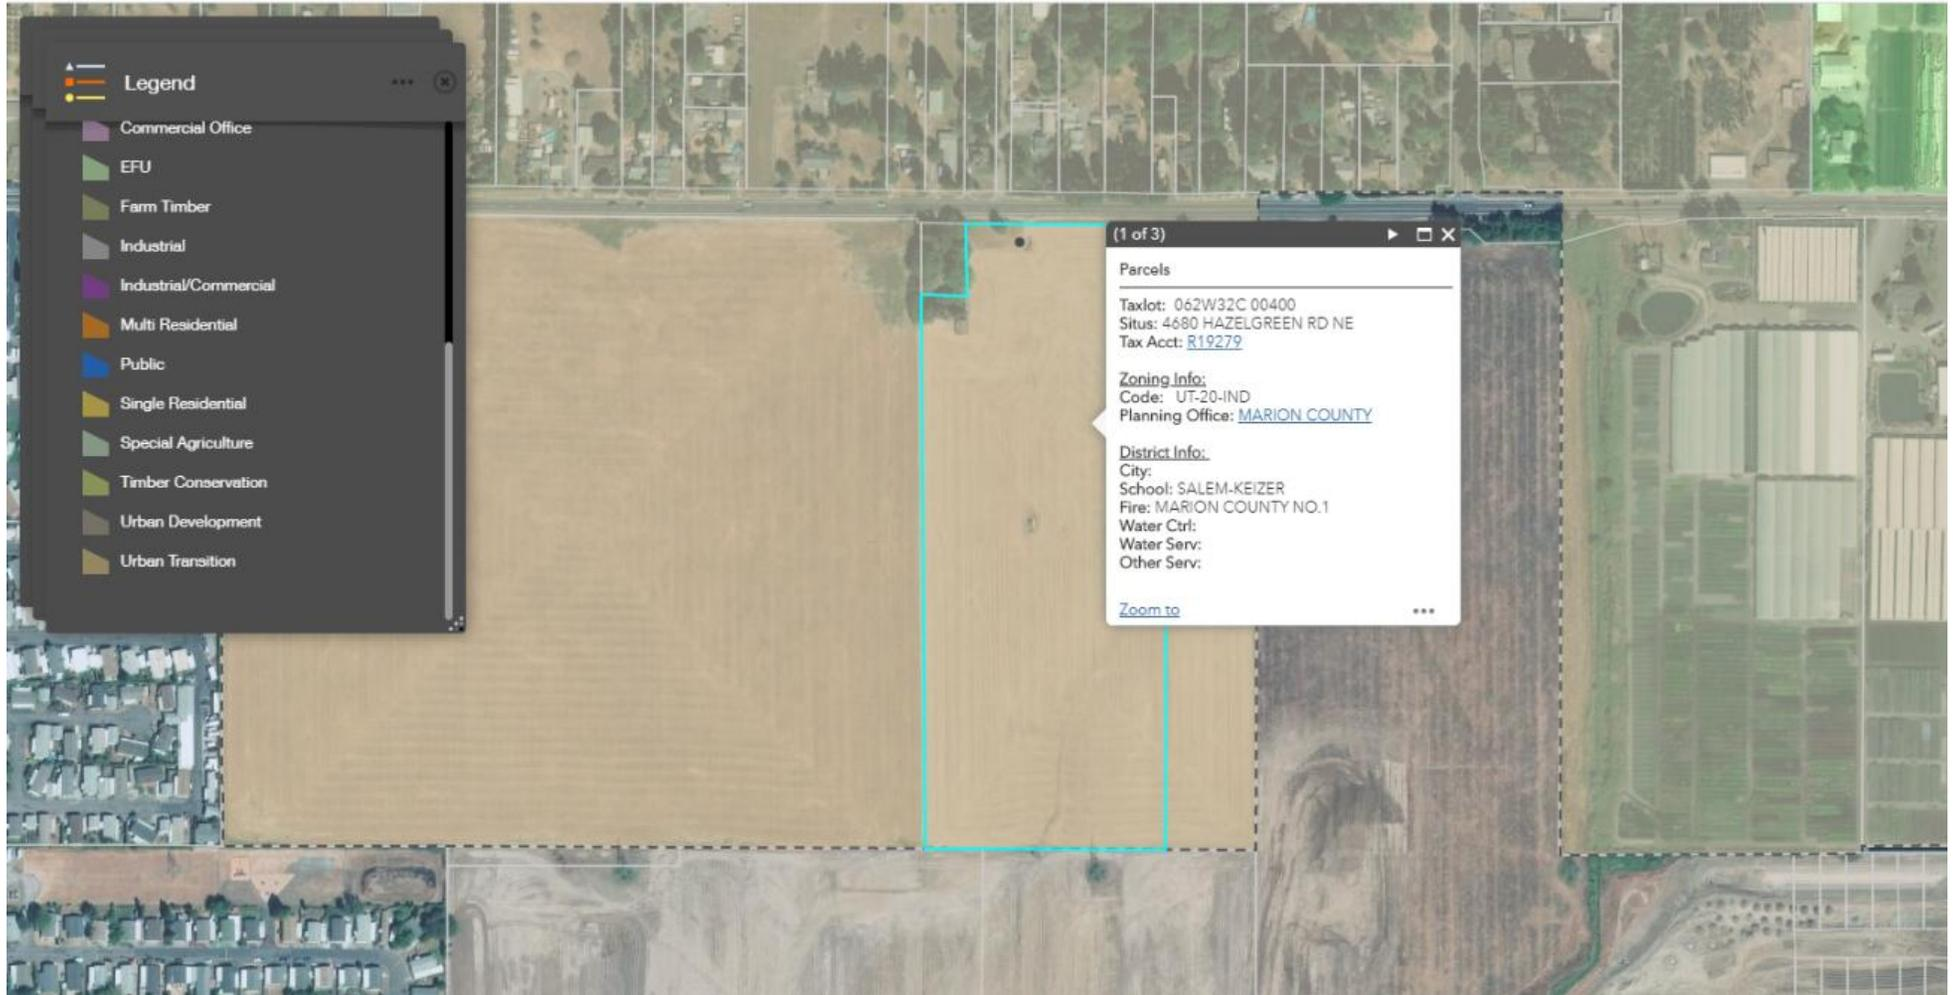 Legend
Commercial Office
EFU
Farm Timber
Industrial
Industrial/Commercial
Multi Residential
Public
Single Residential
Special Agriculture
Timber Conservation
Urban Development
Urban Transition
(1 of 3)
Parcels
Taxlot: 062W32C 00400
Situs: 4680 HAZELGREEN RD NE
Tax Acct: R19279
Zoning Info:
Code: UT-20-IND
Planning Office: MARION COUNTY
District Info:
City:
School: SALEM-KEIZER
Fire: MARION COUNTY NO.1
Water Ctrl:
Water Serv:
Other Serv:
Zoom to